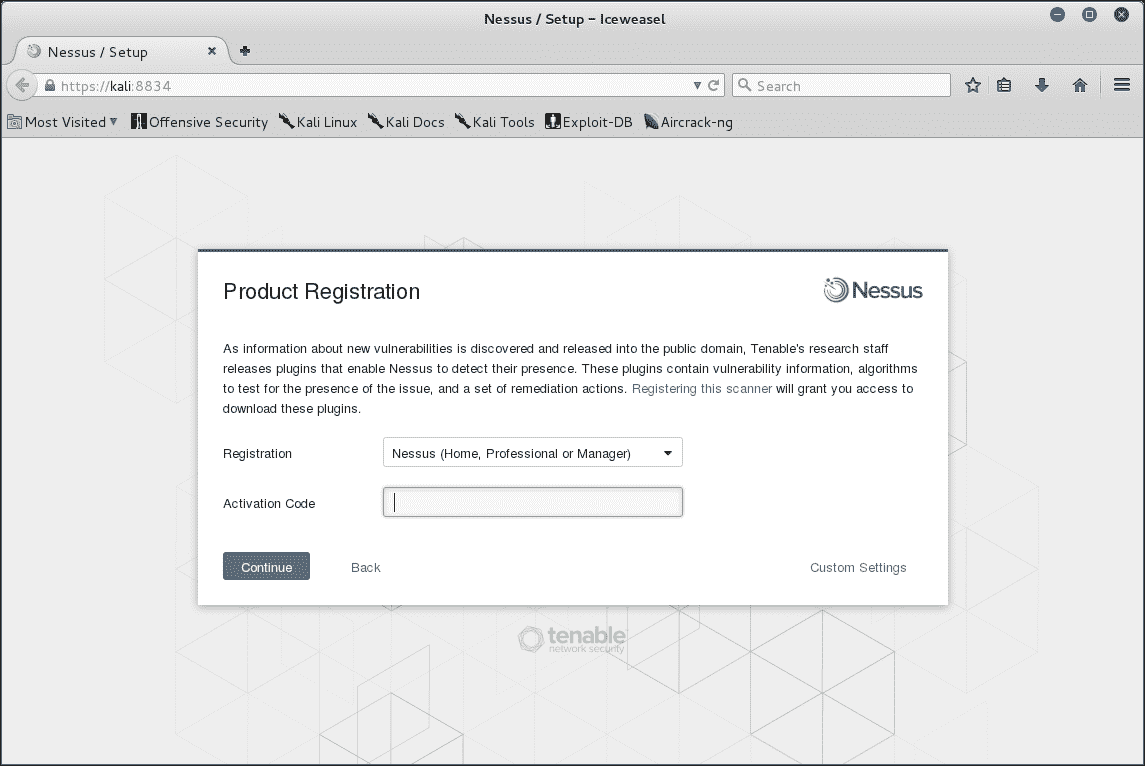 Nessus / Setup – Iceweasel
Nessus / Setup
https://kali:8834
Search
Most Visited
Offensive Security
Kali Linux
Kali Docs
Kali Tools
Exploit-DB
Aircrack-ng
Product Registration
Nessus
As information about new vulnerabilities is discovered and released into the public domain, Tenable's research staff
releases plugins that enable Nessus to detect their presence. These plugins contain vulnerability information, algorithms
to test for the presence of the issue, and a set of remediation actions. Registering this scanner will grant you access to
download these plugins.
Registration
Nessus (Home, Professional or Manager)
Activation Code
Continue
Back
Custom Settings
tenable
network security